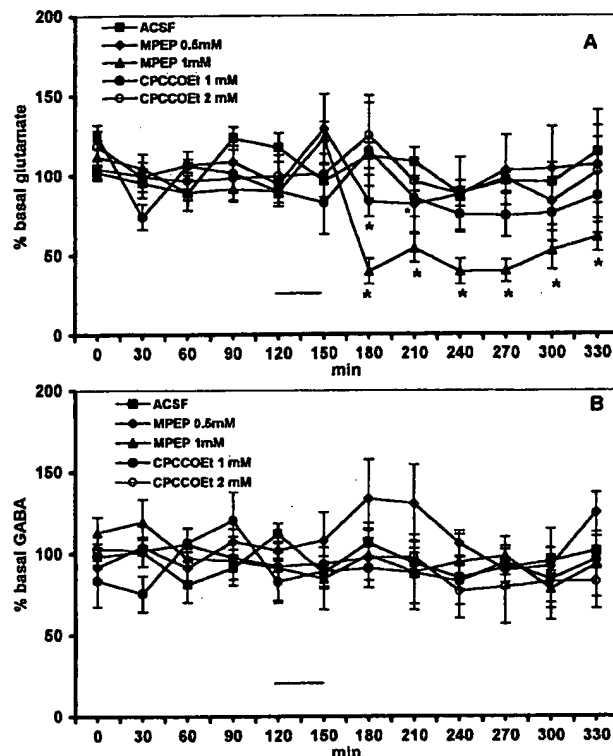 200
150
100
50
0
% basal glutamate
ACSF
MPEP 0.5mM
MPEP 1mM
CPCCOEt 1 mM
CPCCOEt 2 mM
A
* * * * * * *
0 30 60 90 120 150 180 210 240 270 300 330
min
200
150
100
50
0
% basal GABA
ACSF
MPEP 0.5mM
MPEP 1mM
CPCCOEt 1 mM
CPCCOEt 2 mM
B
0 30 60 90 120 150 180 210 240 270 300 330
min